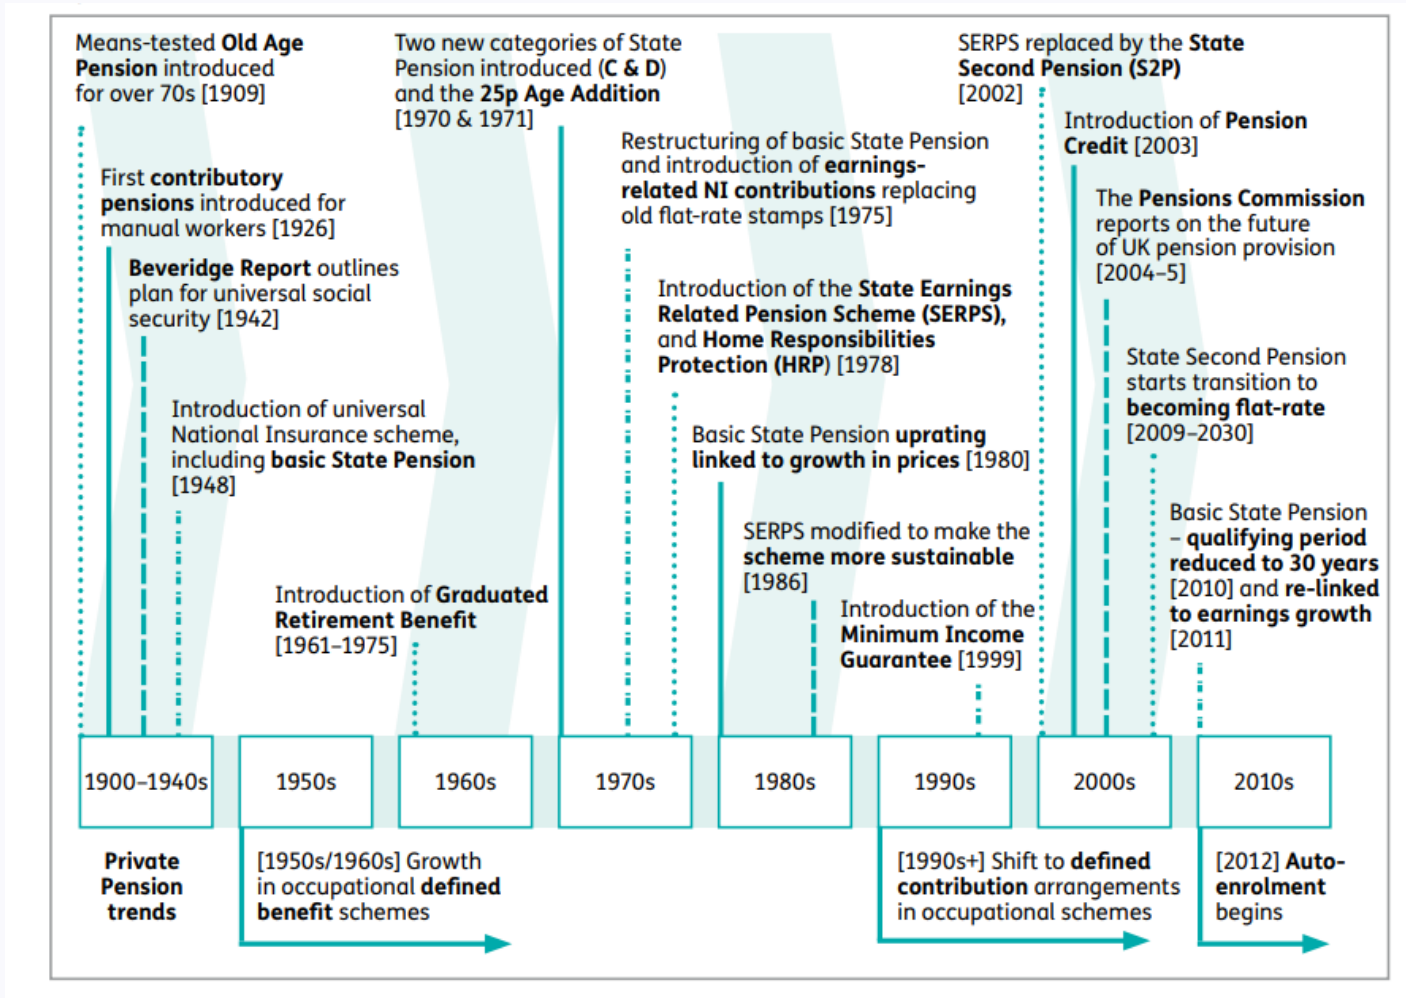 Means-tested Old Age
Pension introduced
for over 70s [1909]
First contributory
pensions introduced for
manual workers [1926]
Beveridge Report outlines
plan for universal social
security [1942]
Introduction of universal
National Insurance scheme,
including basic State Pension
[1948]
Introduction of Graduated
Retirement Benefit
[1961–1975]
Two new categories of State
Pension introduced (C & D)
and the 25p Age Addition
[1970 & 1971]
Restructuring of basic State Pension
and introduction of earnings-
related NI contributions replacing
old flat-rate stamps [1975]
Introduction of the State Earnings
Related Pension Scheme (SERPS),
and Home Responsibilities
Protection (HRP) [1978]
Basic State Pension uprating
linked to growth in prices [1980]
SERPS modified to make the
scheme more sustainable
[1986]
Introduction of the
Minimum Income
Guarantee [1999]
SERPS replaced by the State
Second Pension (S2P)
[2002]
Introduction of Pension
Credit [2003]
The Pensions Commission
reports on the future
of UK pension provision
[2004–5]
State Second Pension
starts transition to
becoming flat-rate
[2009–2030]
Basic State Pension
– qualifying period
reduced to 30 years
[2010] and re-linked
to earnings growth
[2011]
1900–1940s
1950s
1960s
1970s
1980s
1990s
2000s
2010s
Private
Pension
trends
[1950s/1960s] Growth
in occupational defined
benefit schemes
[1990s+] Shift to defined
contribution arrangements
in occupational schemes
[2012] Auto-
enrolment
begins